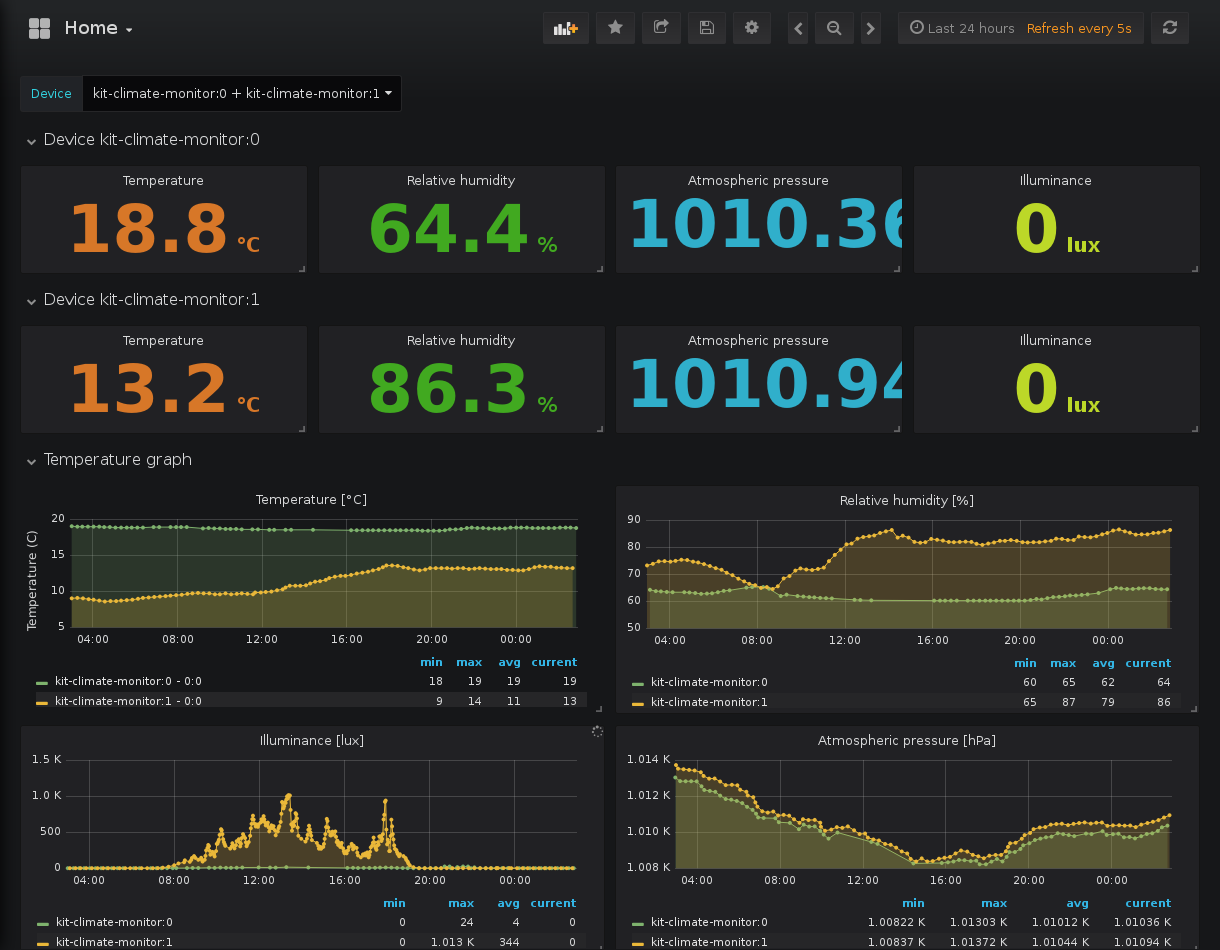 Home
Last 24 hours Refresh every 5s
Device kit-climate-monitor:0 + kit-climate-monitor:1
Device kit-climate-monitor:0
Temperature Relative humidity Atmospheric pressure Illuminance
18.8 °C 64.4 % 1010.36 0 lux
Device kit-climate-monitor:1
Temperature Relative humidity Atmospheric pressure Illuminance
13.2 °C 86.3 % 1010.94 0 lux
Temperature graph
Temperature [°C]
Temperature (C)
20
15
10
5
04:00 08:00 12:00 16:00 20:00 00:00
min max avg current
kit-climate-monitor:0 - 0:0 18 19 19 19
kit-climate-monitor:1 - 0:0 9 14 11 13
Relative humidity [%]
90
80
70
60
50
04:00 08:00 12:00 16:00 20:00 00:00
min max avg current
kit-climate-monitor:0 60 65 62 64
kit-climate-monitor:1 65 87 79 86
Illuminance [lux]
1.5 K
1.0 K
500
0
04:00 08:00 12:00 16:00 20:00 00:00
min max avg current
kit-climate-monitor:0 0 24 4 0
kit-climate-monitor:1 0 1.013 K 344 0
Atmospheric pressure [hPa]
1.014 K
1.012 K
1.010 K
1.008 K
04:00 08:00 12:00 16:00 20:00 00:00
min max avg current
kit-climate-monitor:0 1.00822 K 1.01303 K 1.01012 K 1.01036 K
kit-climate-monitor:1 1.00837 K 1.01372 K 1.01044 K 1.01094 K